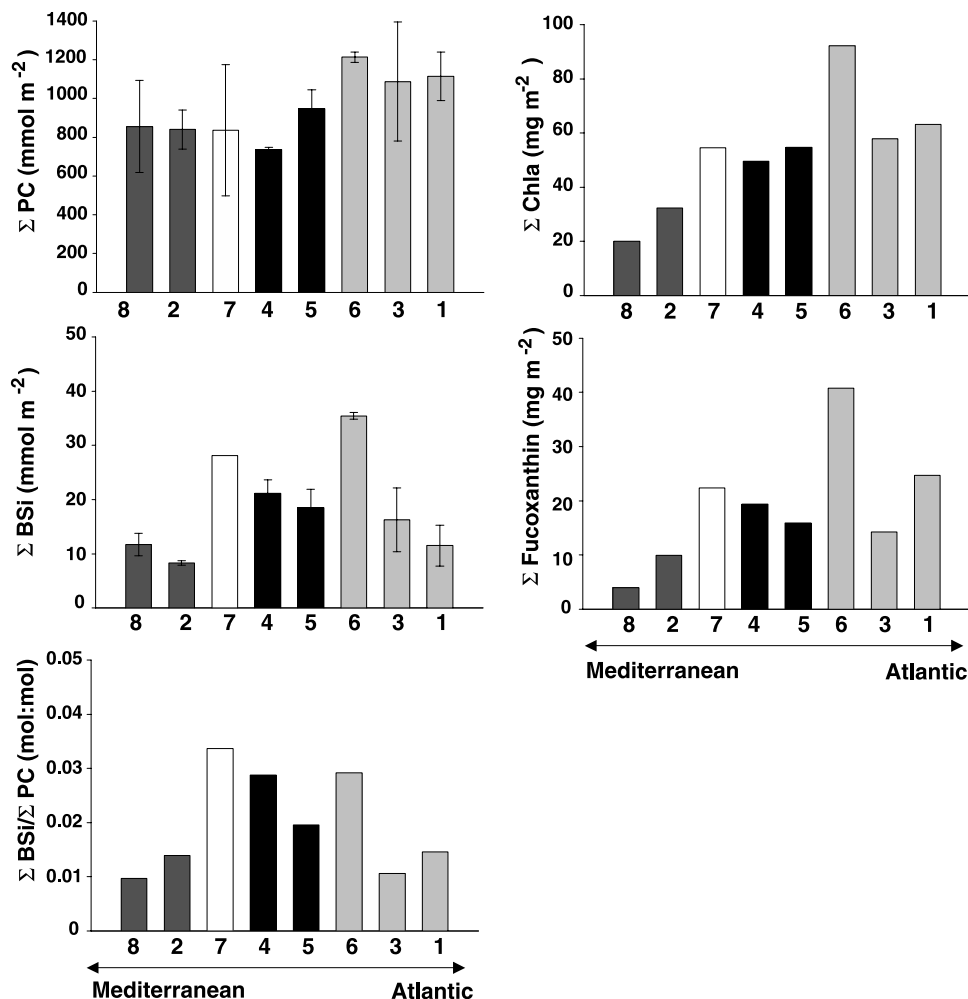 Σ PC (mmol m⁻²)
1400
1200
1000
800
600
400
200
0
8 2 7 4 5 6 3 1
Σ Chla (mg m⁻²)
100
80
60
40
20
0
8 2 7 4 5 6 3 1
Σ BSi (mmol m⁻²)
50
40
30
20
10
0
8 2 7 4 5 6 3 1
Σ Fucoxanthin (mg m⁻²)
50
40
30
20
10
0
8 2 7 4 5 6 3 1
Mediterranean Atlantic
Σ BSi/Σ PC (mol:mol)
0.05
0.04
0.03
0.02
0.01
0
8 2 7 4 5 6 3 1
Mediterranean Atlantic